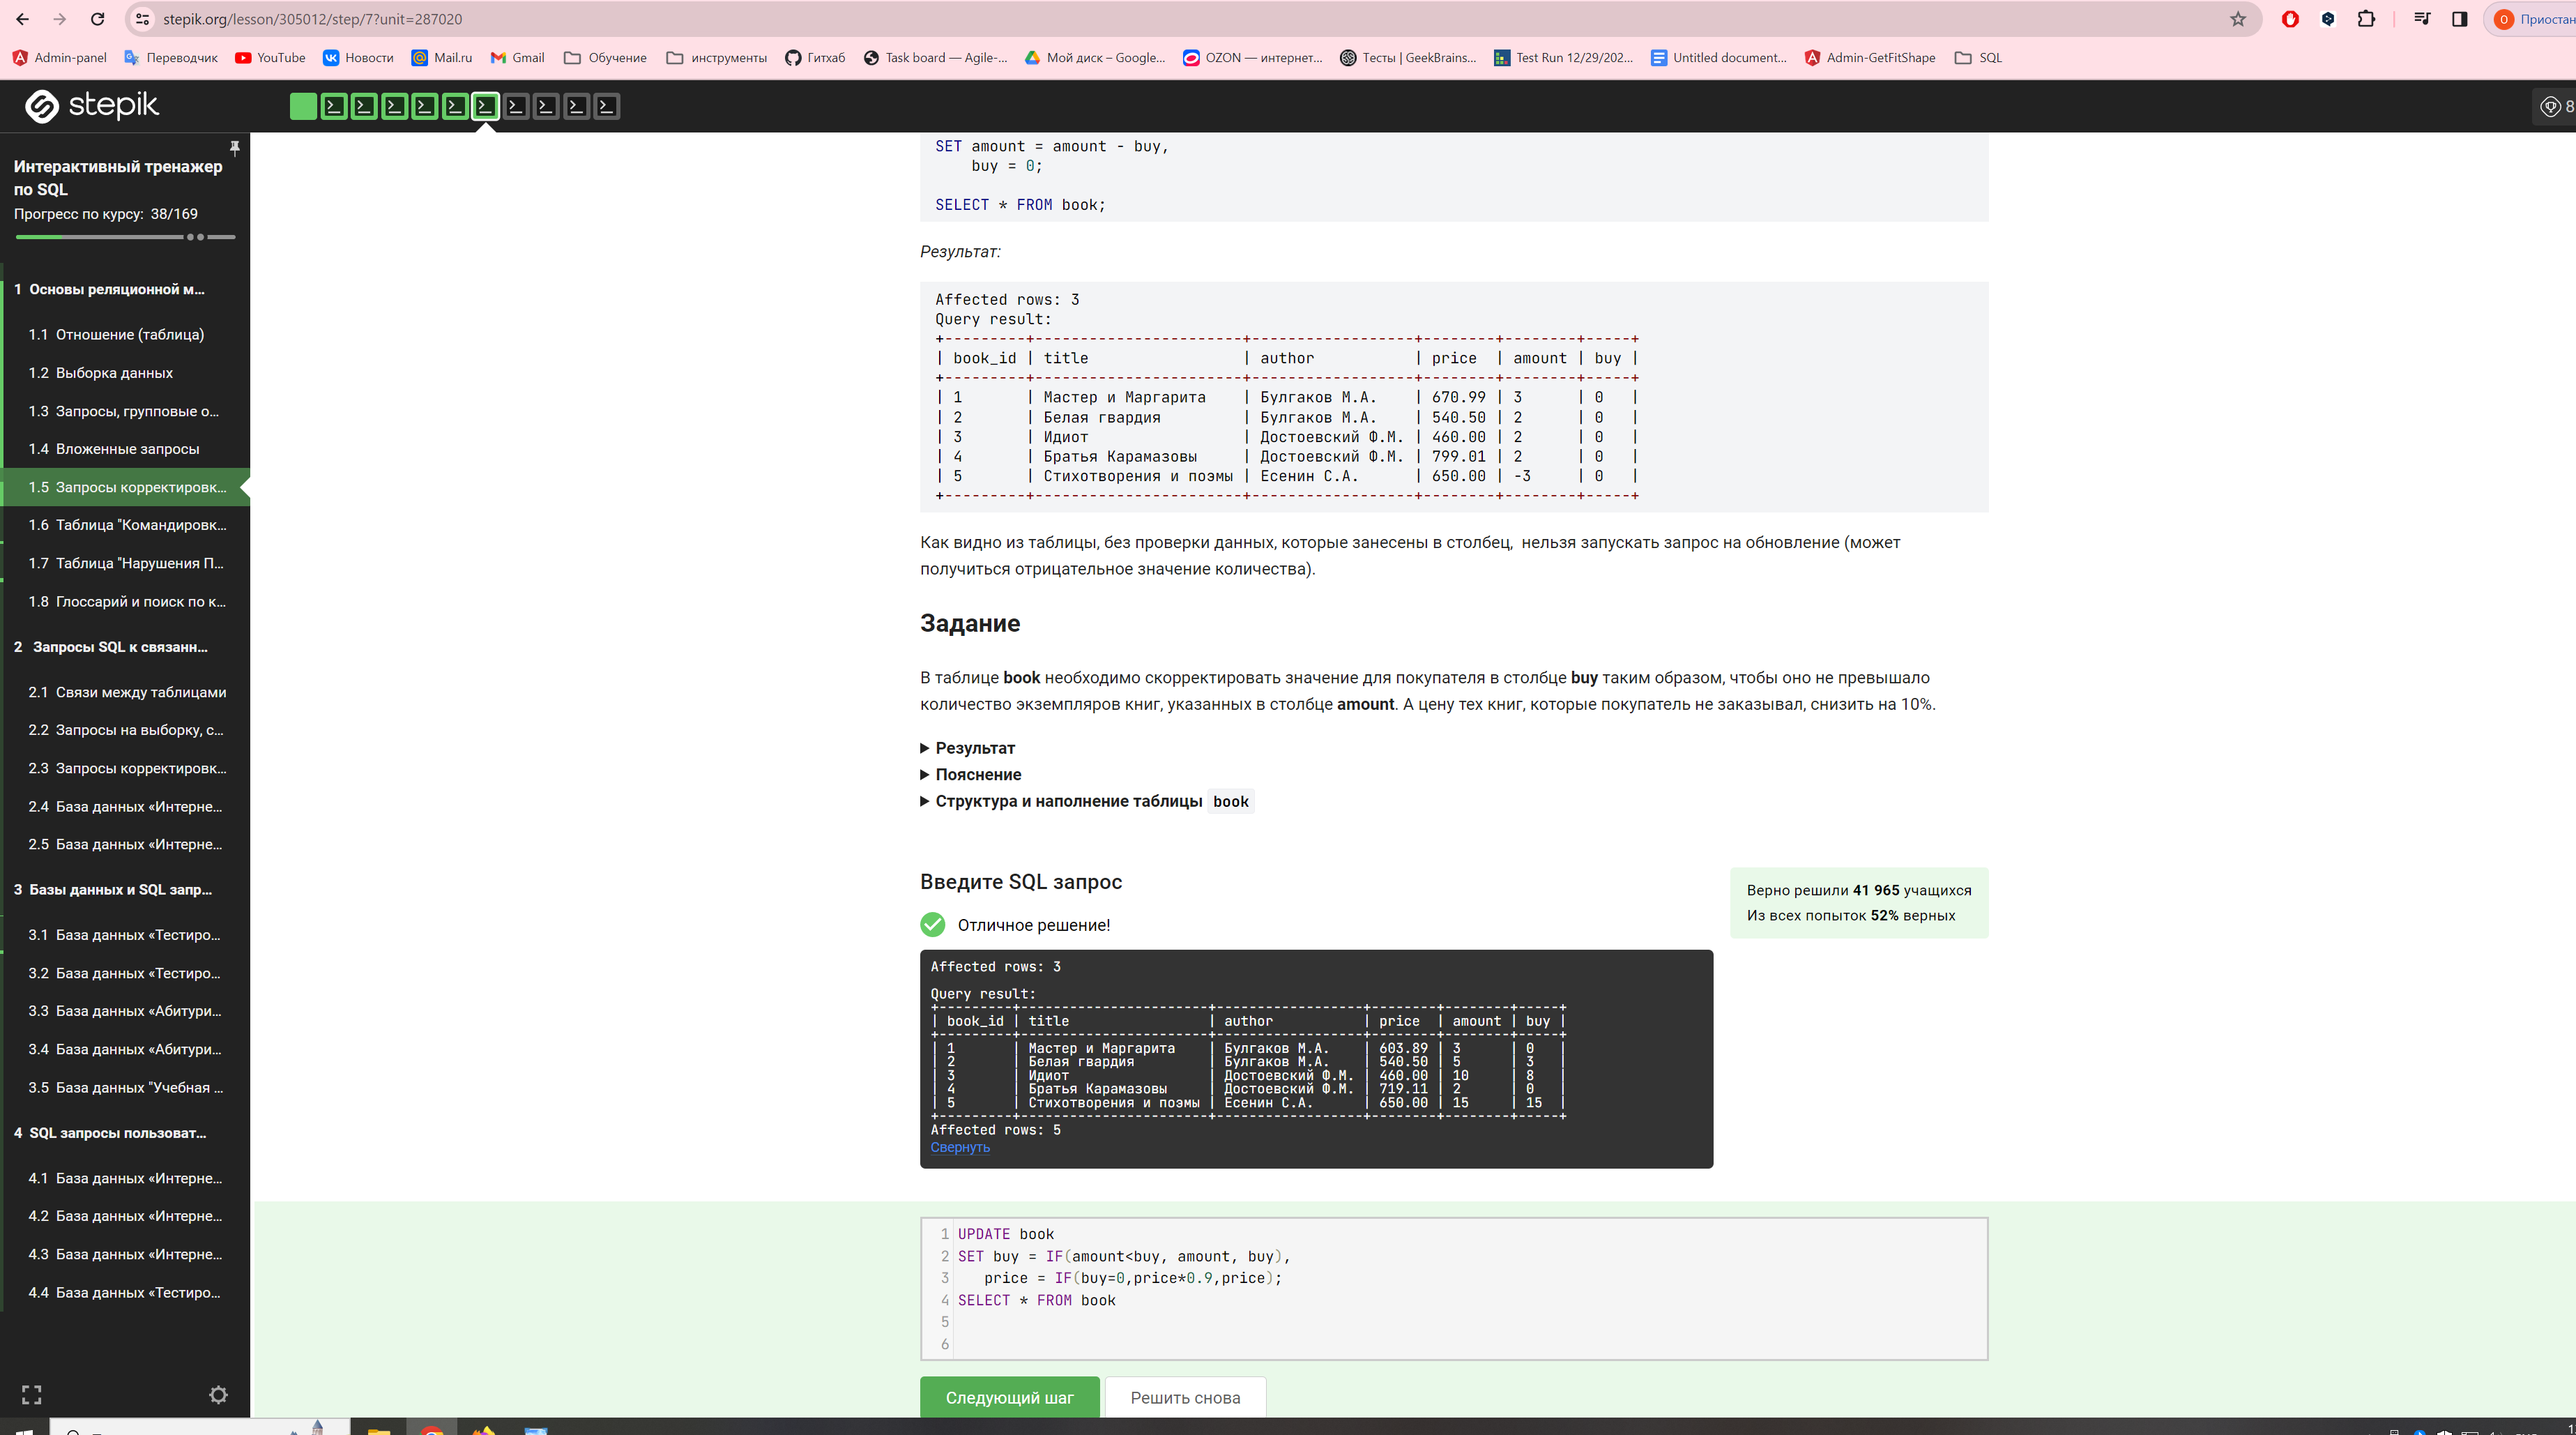 stepik.org/lesson/305012/step/7?unit=287020
Приостан
Admin-panel Переводчик YouTube Новости Mail.ru Gmail Обучение инструменты Гитхаб Task board — Agile-... Мой диск – Google... OZON — интернет... Тесты | GeekBrains... Test Run 12/29/202... Untitled document... Admin-GetFitShape SQL
stepik
8
Интерактивный тренажер
по SQL
Прогресс по курсу: 38/169
1 Основы реляционной м...
1.1 Отношение (таблица)
1.2 Выборка данных
1.3 Запросы, групповые о...
1.4 Вложенные запросы
1.5 Запросы корректировк...
1.6 Таблица "Командировк...
1.7 Таблица "Нарушения П...
1.8 Глоссарий и поиск по к...
2 Запросы SQL к связанн...
2.1 Связи между таблицами
2.2 Запросы на выборку, с...
2.3 Запросы корректировк...
2.4 База данных «Интерне...
2.5 База данных «Интерне...
3 Базы данных и SQL запр...
3.1 База данных «Тестиро...
3.2 База данных «Тестиро...
3.3 База данных «Абитури...
3.4 База данных «Абитури...
3.5 База данных "Учебная ...
4 SQL запросы пользоват...
4.1 База данных «Интерне...
4.2 База данных «Интерне...
4.3 База данных «Интерне...
4.4 База данных «Тестиро...
SET amount = amount - buy,
buy = 0;
SELECT * FROM book;
Результат:
Affected rows: 3
Query result:
+---------+-----------------------+------------------+--------+--------+-----+
| book_id | title | author | price | amount | buy |
+---------+-----------------------+------------------+--------+--------+-----+
| 1 | Мастер и Маргарита | Булгаков М.А. | 670.99 | 3 | 0 |
| 2 | Белая гвардия | Булгаков М.А. | 540.50 | 2 | 0 |
| 3 | Идиот | Достоевский Ф.М. | 460.00 | 2 | 0 |
| 4 | Братья Карамазовы | Достоевский Ф.М. | 799.01 | 2 | 0 |
| 5 | Стихотворения и поэмы | Есенин С.А. | 650.00 | -3 | 0 |
+---------+-----------------------+------------------+--------+--------+-----+
Как видно из таблицы, без проверки данных, которые занесены в столбец, нельзя запускать запрос на обновление (может
получиться отрицательное значение количества).
Задание
В таблице book необходимо скорректировать значение для покупателя в столбце buy таким образом, чтобы оно не превышало
количество экземпляров книг, указанных в столбце amount. А цену тех книг, которые покупатель не заказывал, снизить на 10%.
Результат
Пояснение
Структура и наполнение таблицы book
Введите SQL запрос
Верно решили 41 965 учащихся
Из всех попыток 52% верных
Отличное решение!
Affected rows: 3
Query result:
+---------+-----------------------+------------------+--------+--------+-----+
| book_id | title | author | price | amount | buy |
+---------+-----------------------+------------------+--------+--------+-----+
| 1 | Мастер и Маргарита | Булгаков М.А. | 603.89 | 3 | 0 |
| 2 | Белая гвардия | Булгаков М.А. | 540.50 | 5 | 3 |
| 3 | Идиот | Достоевский Ф.М. | 460.00 | 10 | 8 |
| 4 | Братья Карамазовы | Достоевский Ф.М. | 719.11 | 2 | 0 |
| 5 | Стихотворения и поэмы | Есенин С.А. | 650.00 | 15 | 15 |
+---------+-----------------------+------------------+--------+--------+-----+
Affected rows: 5
Свернуть
1 UPDATE book
2 SET buy = IF(amount<buy, amount, buy),
3 price = IF(buy=0,price*0.9,price);
4 SELECT * FROM book
5
6
Следующий шаг Решить снова